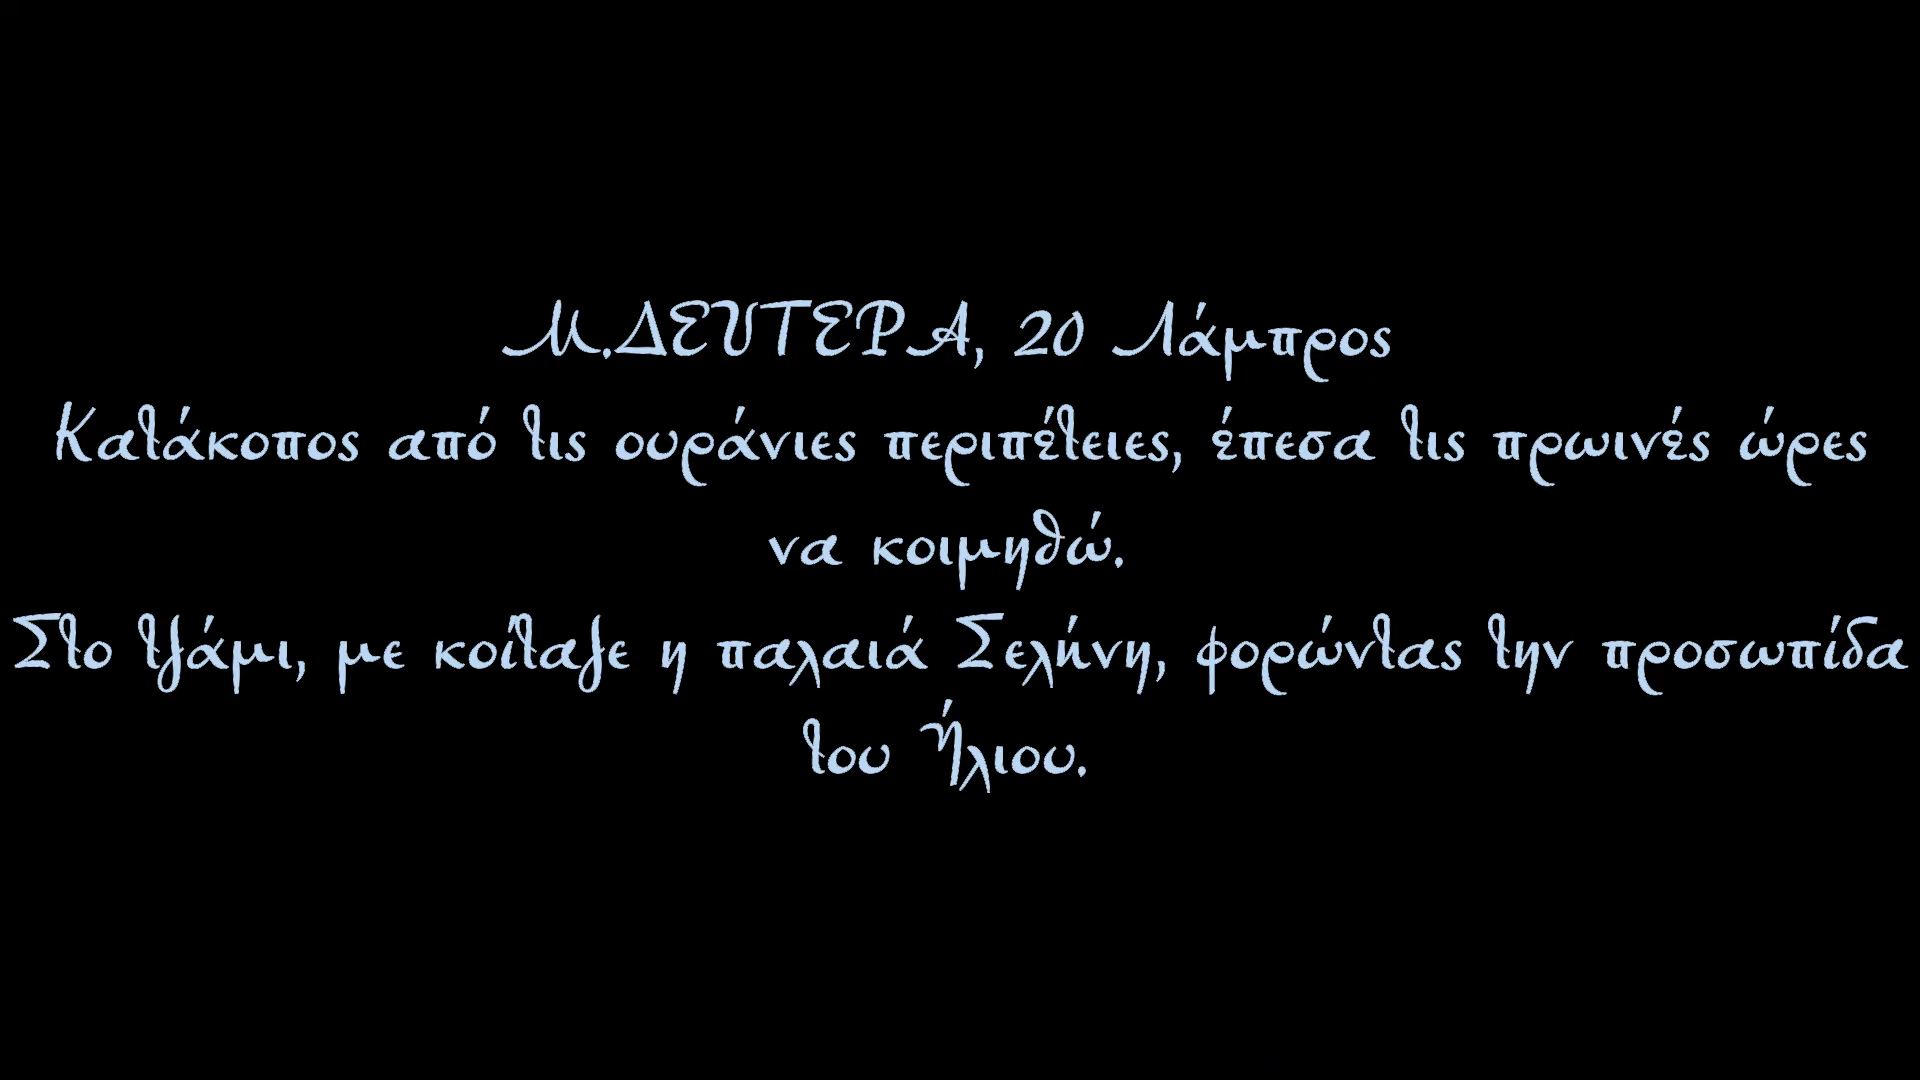 Μ.ΔΕΥΤΕΡΑ, 20 Λάμπρος
Κατάκοπος από τις ουράνιες περιπέτειες, έπεσα τις πρωινές ώρες
να κοιμηθώ.
Στο τζάμι, με κοίταξε η παλαιά Σελήνη, φορώντας την προσωπίδα
του Ήλιου.